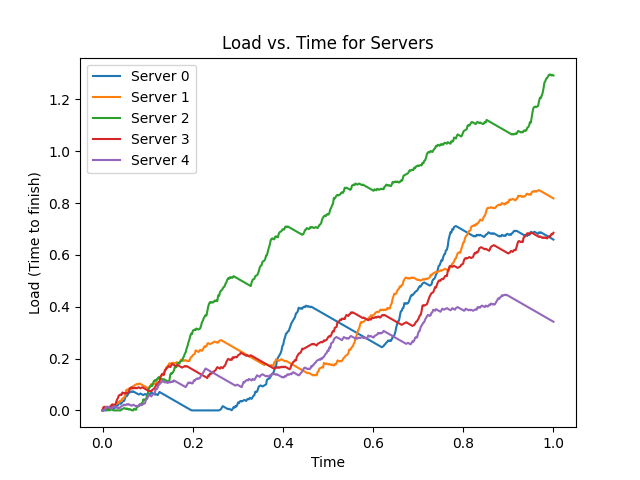 Load vs. Time for Servers
Server 0
Server 1
Server 2
Server 3
Server 4
Load (Time to finish)
1.2
1.0
0.8
0.6
0.4
0.2
0.0
0.0 0.2 0.4 0.6 0.8 1.0
Time